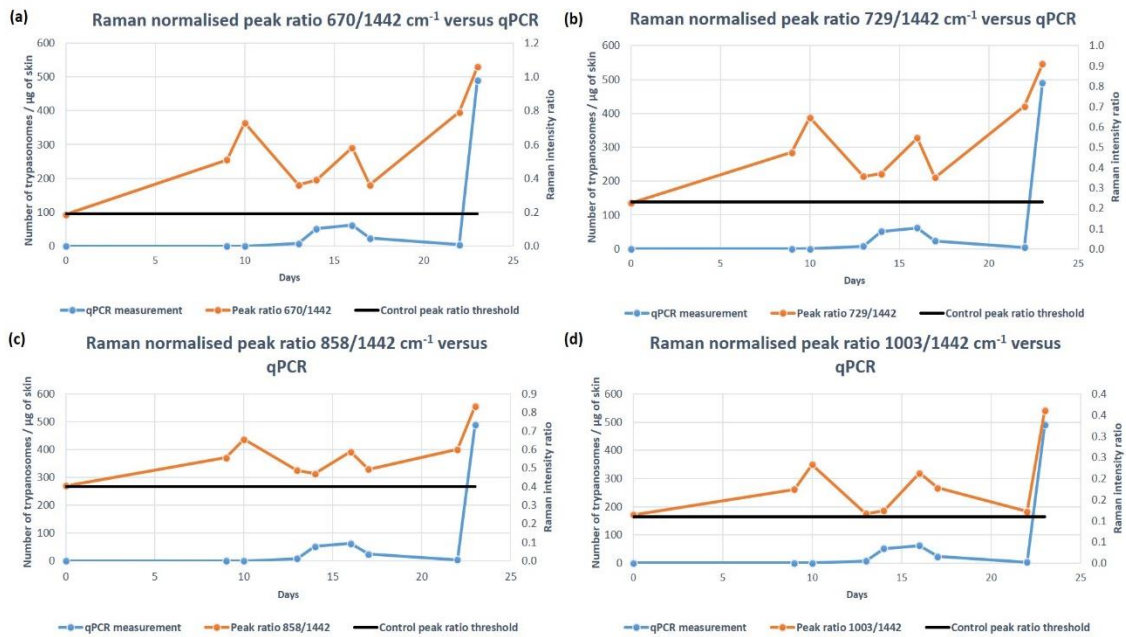 (a)
Raman normalised peak ratio 670/1442 cm⁻¹ versus qPCR
Number of trypasonomes / µg of skin
600
500
400
300
200
100
0
1.2
1.0
0.8
0.6
0.4
0.2
0.0
Raman intensity ratio
0 5 10 15 20 25
Days
qPCR measurement Peak ratio 670/1442 Control peak ratio threshold
(b)
Raman normalised peak ratio 729/1442 cm⁻¹ versus qPCR
Number of trypanosomes / µg of skin
600
500
400
300
200
100
0
1.0
0.9
0.8
0.7
0.6
0.5
0.4
0.3
0.2
0.1
0.0
Raman intensity ratio
0 5 10 15 20 25
Days
qPCR measurement Peak ratio 729/1442 Control peak ratio threshold
(c)
Raman normalised peak ratio 858/1442 cm⁻¹ versus
qPCR
Number of trypanosomes / µg of skin
600
500
400
300
200
100
0
0.9
0.8
0.7
0.6
0.5
0.4
0.3
0.2
0.1
0.0
Raman intensity ratio
0 5 10 15 20 25
Days
qPCR measurement Peak ratio 858/1442 Control peak ratio threshold
(d)
Raman normalised peak ratio 1003/1442 cm⁻¹ versus
qPCR
Number of trypanosomes / µg of skin
600
500
400
300
200
100
0
0.4
0.4
0.3
0.3
0.2
0.2
0.1
0.1
0.0
Raman intensity ratio
0 5 10 15 20 25
Days
qPCR measurement Peak ratio 1003/1442 Control peak ratio threshold